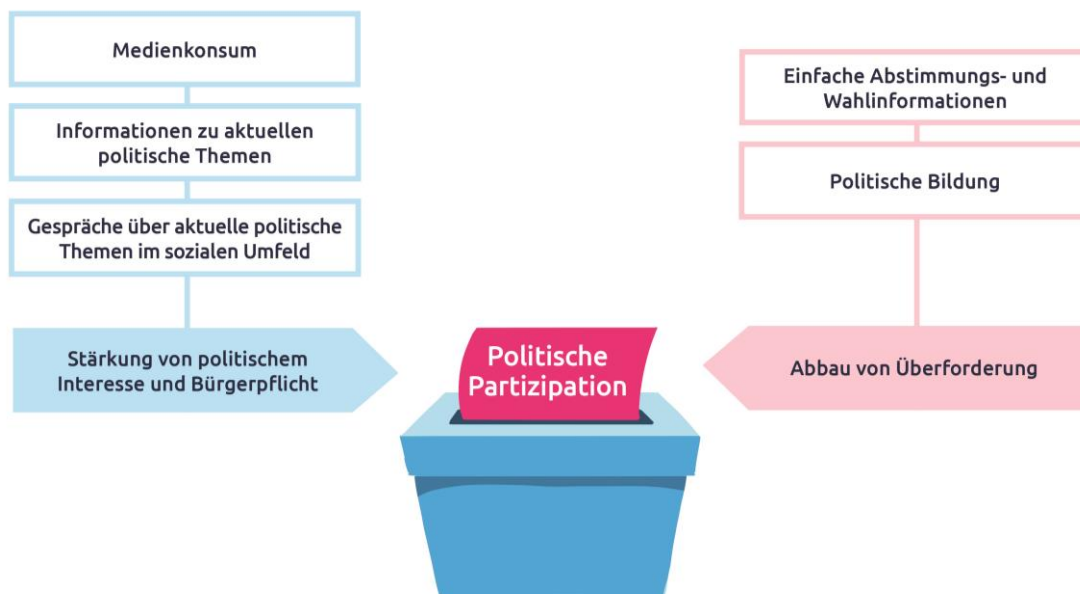 Medienkonsum
Informationen zu aktuellen
politische Themen
Gespräche über aktuelle politische
Themen im sozialen Umfeld
Stärkung von politischem
Interesse und Bürgerpflicht
Politische
Partizipation
Einfache Abstimmungs- und
Wahlinformationen
Politische Bildung
Abbau von Überforderung